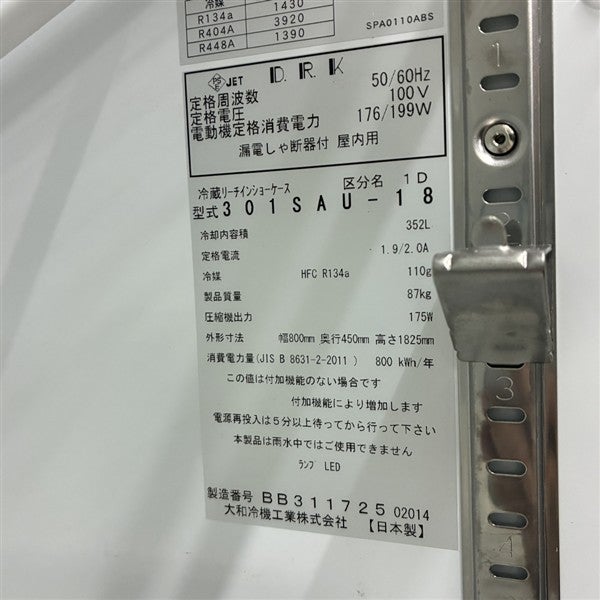 冷媒 1430
R134a 3920
R404A 1390
R448A
SPA0110ABS
PSE JET D.R.K
定格周波数 50/60Hz
定格電圧 100V
電動機定格消費電力 176/199W
漏電しゃ断器付 屋内用
冷蔵リーチインショーケース 区分名 1D
型式 301SAU-18
冷却内容積 352L
定格電流 1.9/2.0A
冷媒 HFC R134a 110g
製品質量 87kg
圧縮機出力 175W
外形寸法 幅800mm 奥行450mm 高さ1825mm
消費電力量(JIS B 8631-2-2011) 800 kWh/年
この値は付加機能のない場合です
付加機能により増加します
電源再投入は5分以上待ってから行って下さい
本製品は雨水中ではご使用できません
ランプ LED
製造番号 BB311725 02014
大和冷機工業株式会社 【日本製】
1
3
4